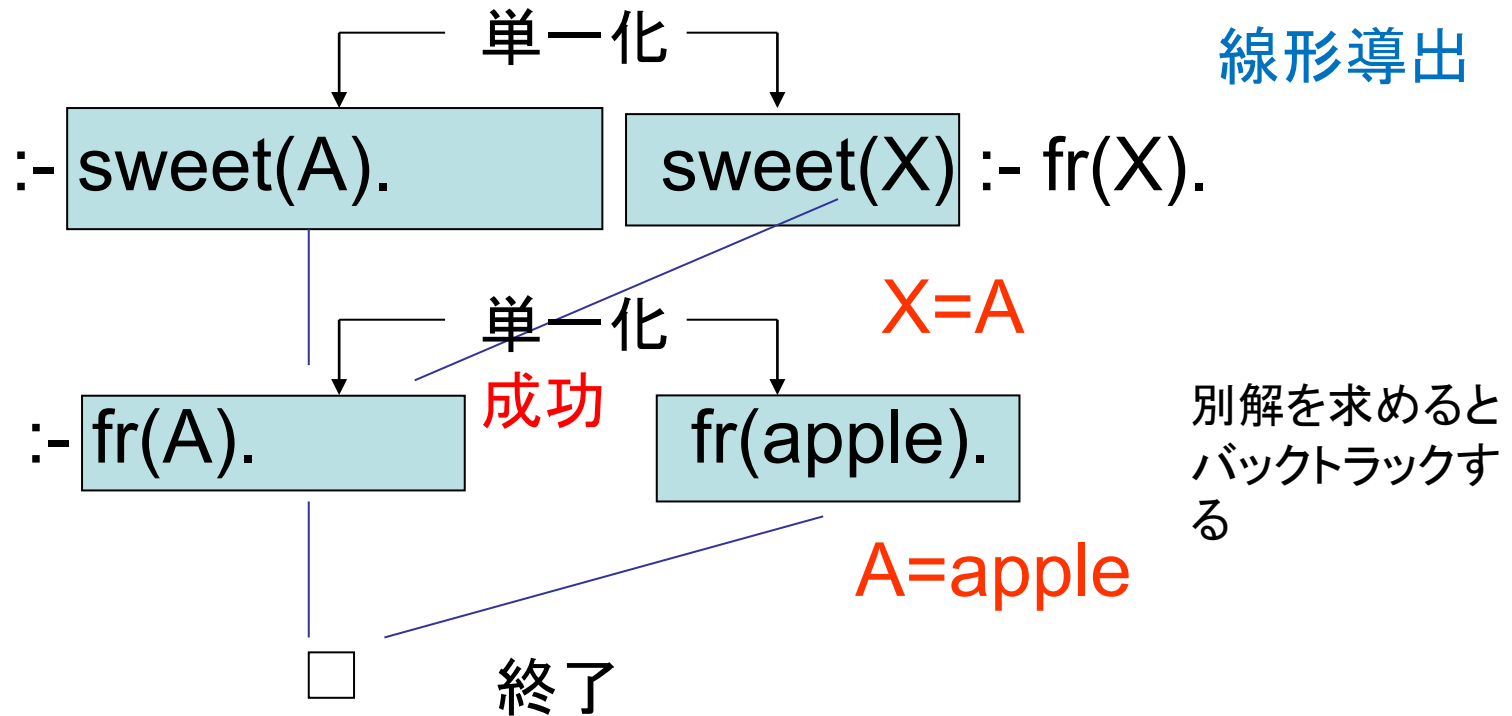 単一化
線形導出
:- sweet(A). sweet(X) :- fr(X).
X=A
単一化
成功
:- fr(A). fr(apple).
別解を求めると
バックトラックす
る
A=apple
終了